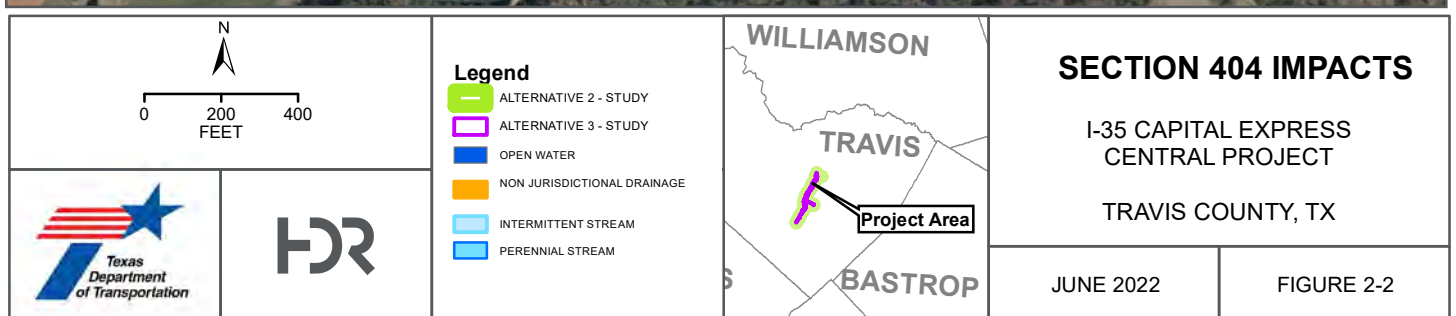 N
0 200 400
FEET
Texas
Department
of Transportation
HDR
Legend
ALTERNATIVE 2 - STUDY
ALTERNATIVE 3 - STUDY
OPEN WATER
NON JURISDICTIONAL DRAINAGE
INTERMITTENT STREAM
PERENNIAL STREAM
WILLIAMSON
TRAVIS
Project Area
S
BASTROP
SECTION 404 IMPACTS
I-35 CAPITAL EXPRESS
CENTRAL PROJECT
TRAVIS COUNTY, TX
JUNE 2022
FIGURE 2-2